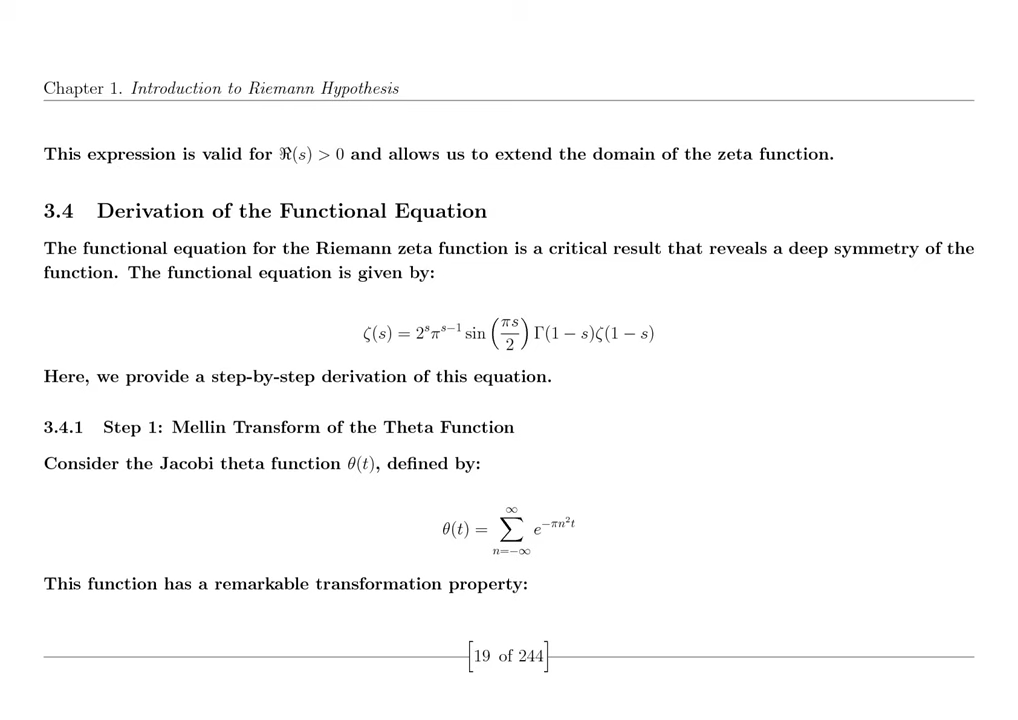 Chapter 1. Introduction to Riemann Hypothesis
This expression is valid for ℜ(s) > 0 and allows us to extend the domain of the zeta function.
3.4 Derivation of the Functional Equation
The functional equation for the Riemann zeta function is a critical result that reveals a deep symmetry of the
function. The functional equation is given by:
ζ(s) = 2^s π^{s−1} sin (πs/2) Γ(1 − s)ζ(1 − s)
Here, we provide a step-by-step derivation of this equation.
3.4.1 Step 1: Mellin Transform of the Theta Function
Consider the Jacobi theta function θ(t), defined by:
θ(t) = ∑_{n=−∞}^{∞} e^{−πn²t}
This function has a remarkable transformation property:
[19 of 244]